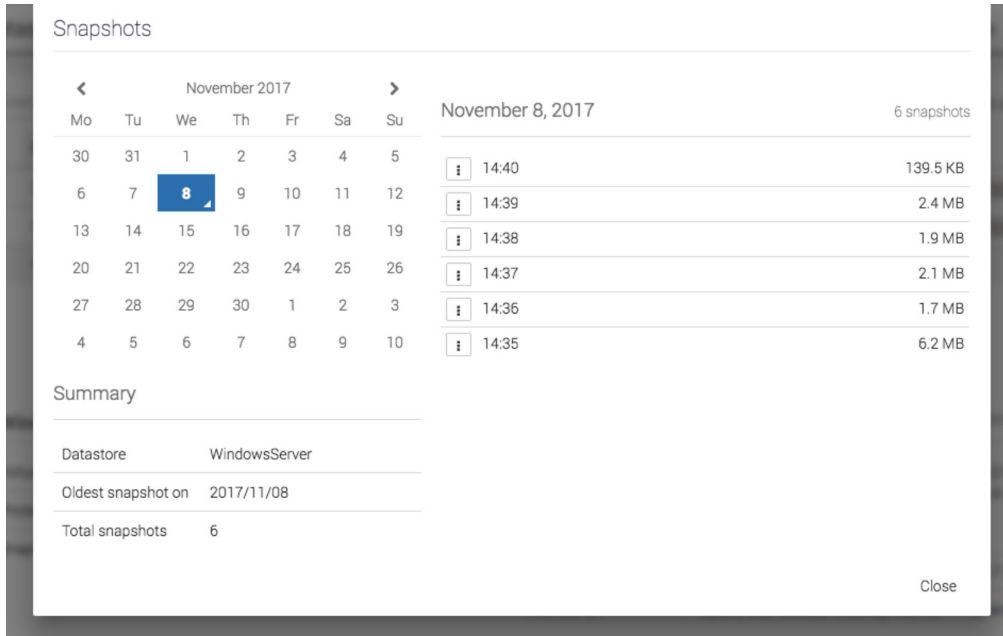 Snapshots
November 2017
Mo Tu We Th Fr Sa Su
30 31 1 2 3 4 5
6 7 8 9 10 11 12
13 14 15 16 17 18 19
20 21 22 23 24 25 26
27 28 29 30 1 2 3
4 5 6 7 8 9 10
Summary
Datastore WindowsServer
Oldest snapshot on 2017/11/08
Total snapshots 6
November 8, 2017 6 snapshots
14:40 139.5 KB
14:39 2.4 MB
14:38 1.9 MB
14:37 2.1 MB
14:36 1.7 MB
14:35 6.2 MB
Close